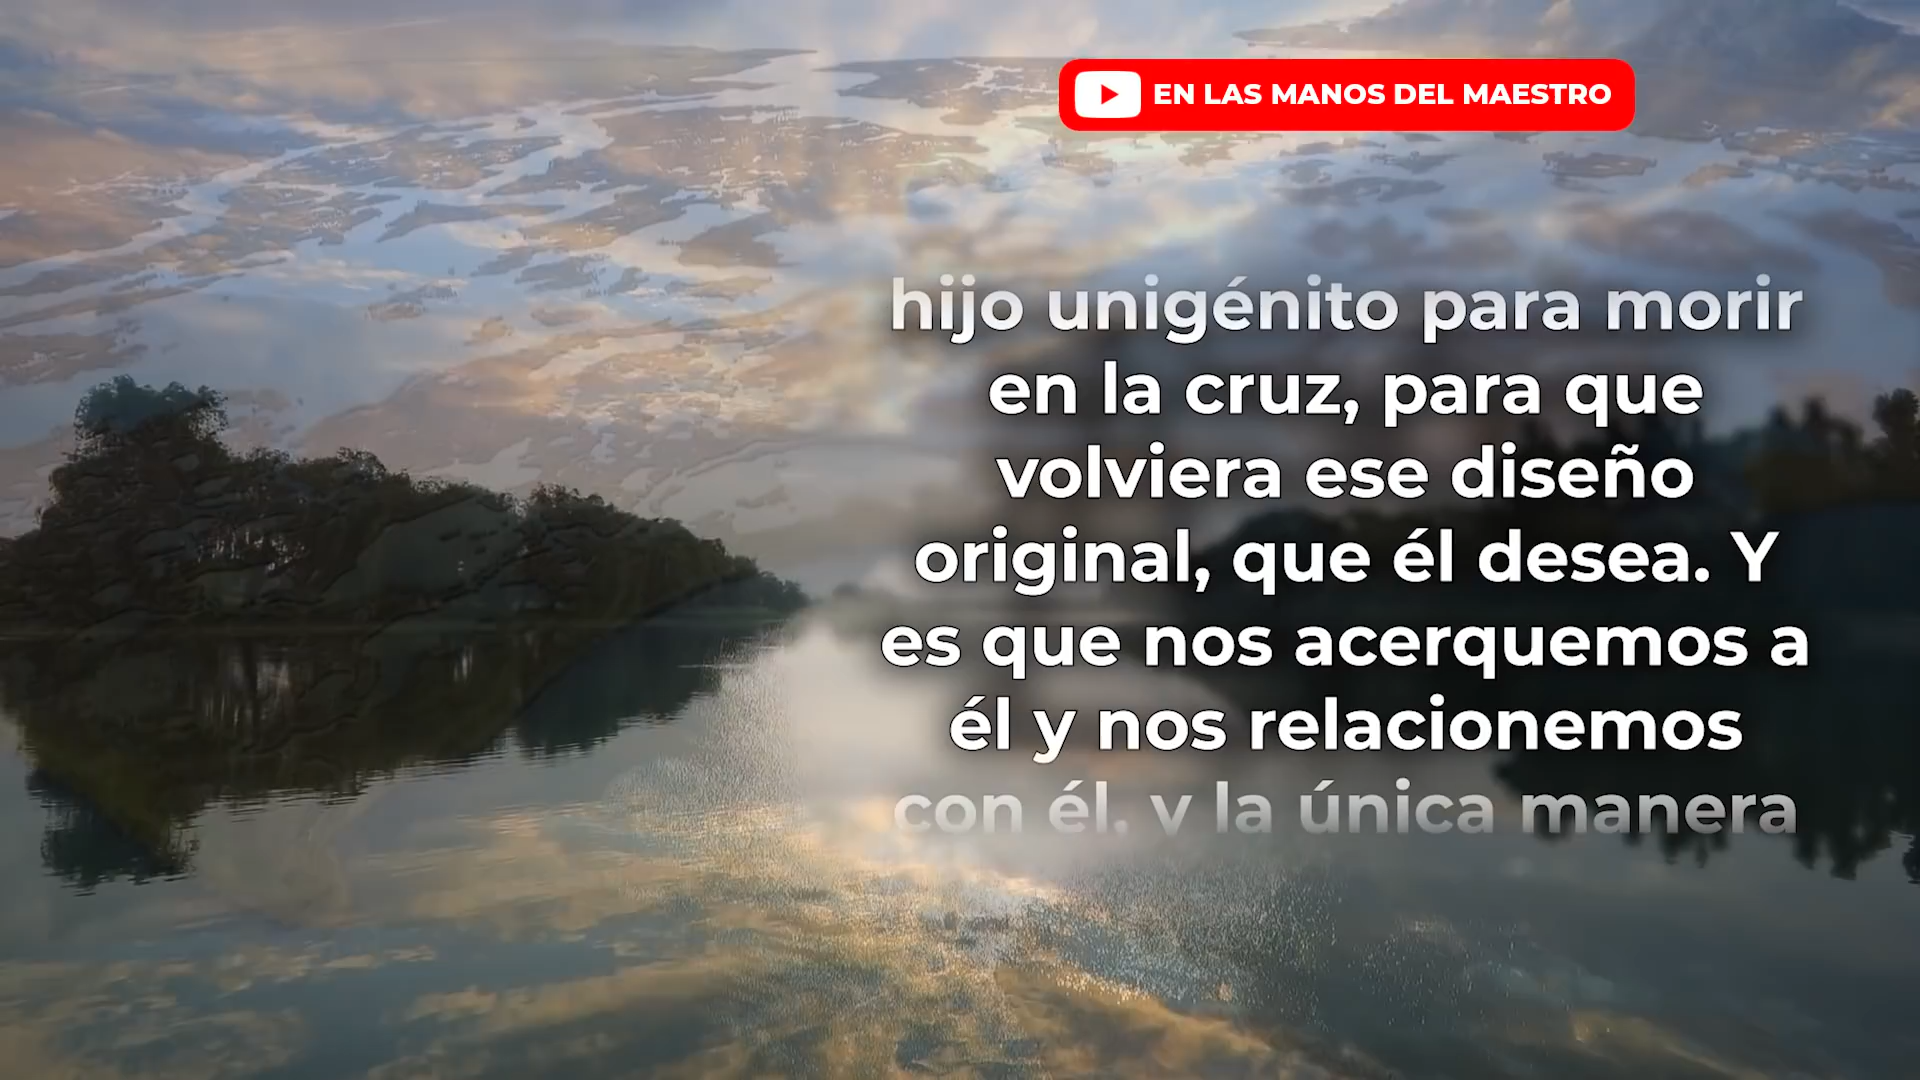 EN LAS MANOS DEL MAESTRO
hijo unigénito para morir
en la cruz, para que
volviera ese diseño
original, que él desea. Y
es que nos acerquemos a
él y nos relacionemos
con él, y la única manera